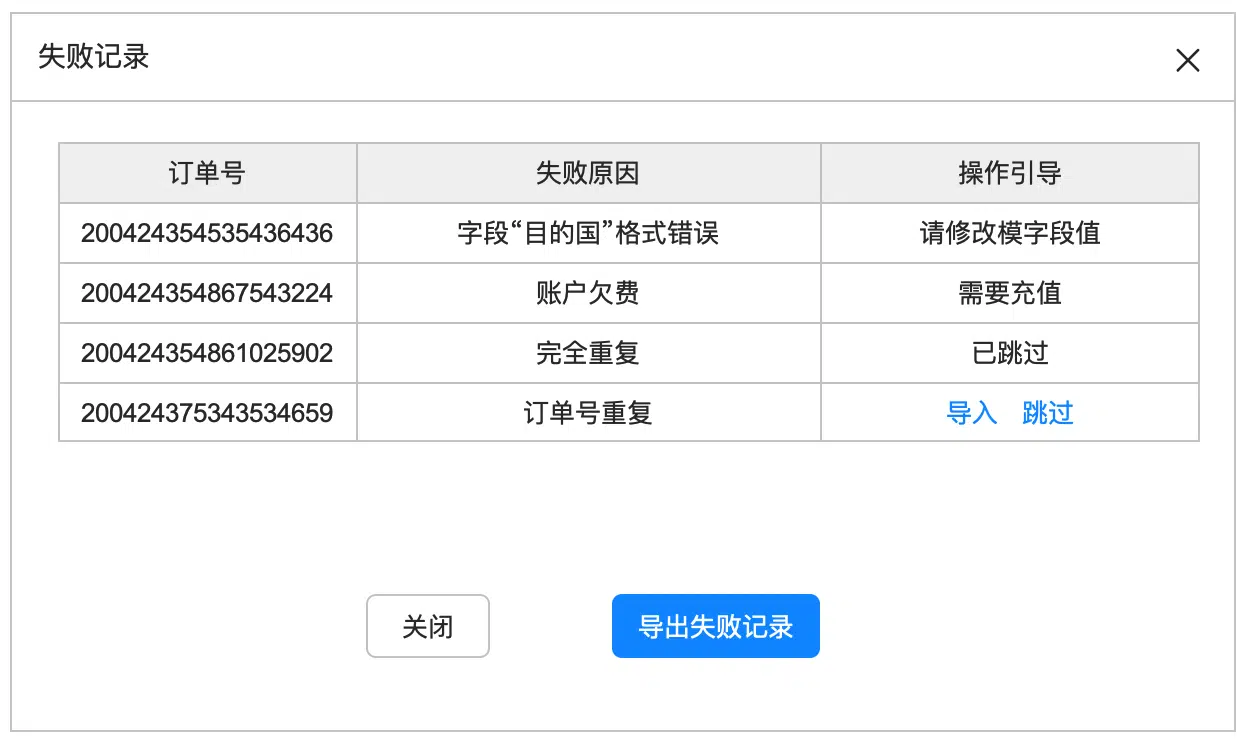 失败记录
订单号 失败原因 操作引导
200424354535436436 字段“目的国”格式错误 请修改模字段值
200424354867543224 账户欠费 需要充值
200424354861025902 完全重复 已跳过
200424375343534659 订单号重复 导入 跳过
关闭 导出失败记录